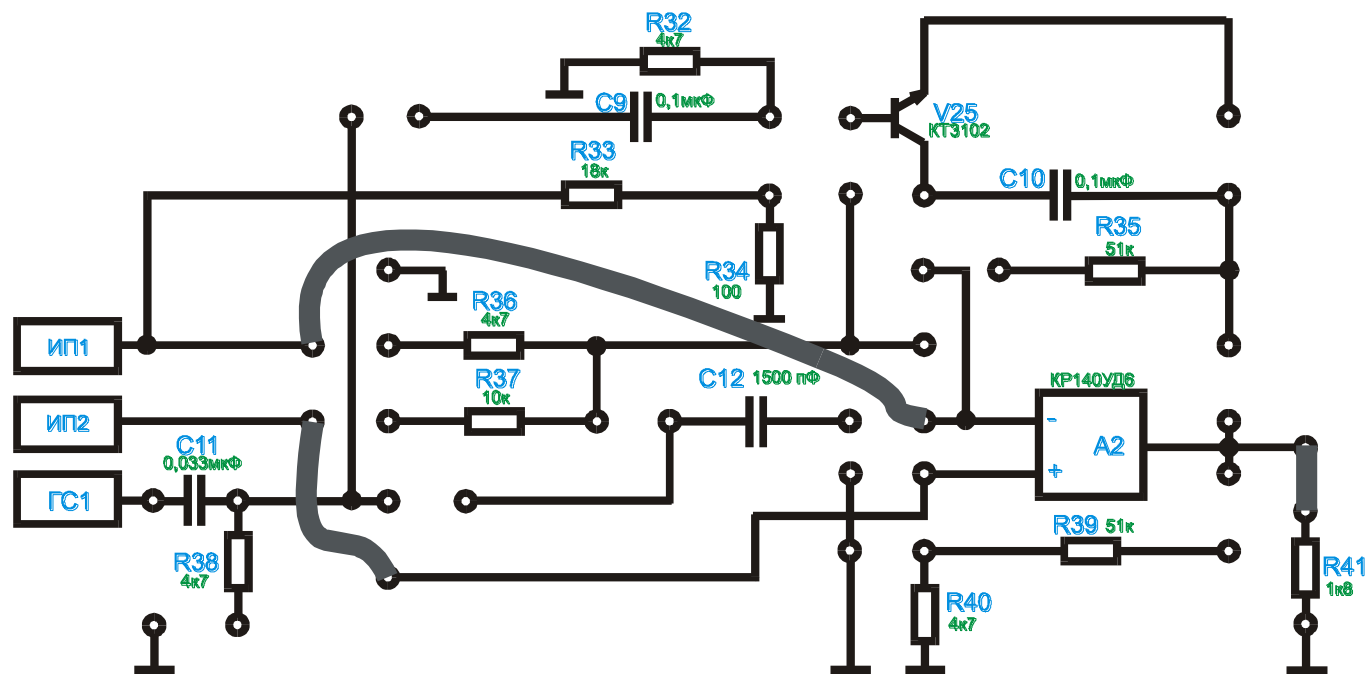 R32
4к7
C9 0,1мкФ
V25
КТ3102
R33
18к
C10 0,1мкФ
R35
51к
R34
100
R36
4к7
ИП1
R37
10к
C12 1500 пФ
КР140УД6
ИП2
- A2
+
C11
0,033мкФ
ГС1
R39 51к
R38
4к7
R41
1к8
R40
4к7